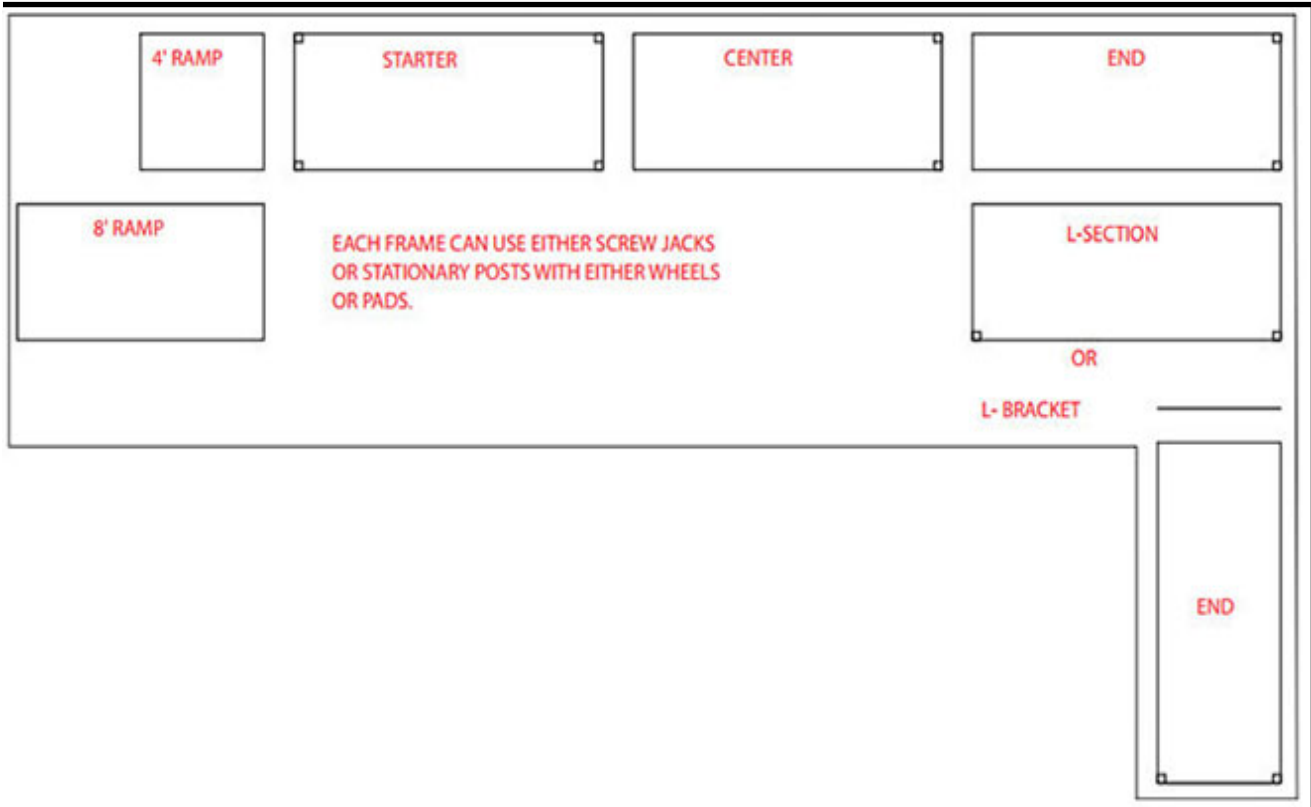 4' RAMP
STARTER
CENTER
END
8' RAMP
EACH FRAME CAN USE EITHER SCREW JACKS
OR STATIONARY POSTS WITH EITHER WHEELS
OR PADS.
L-SECTION
OR
L- BRACKET
END